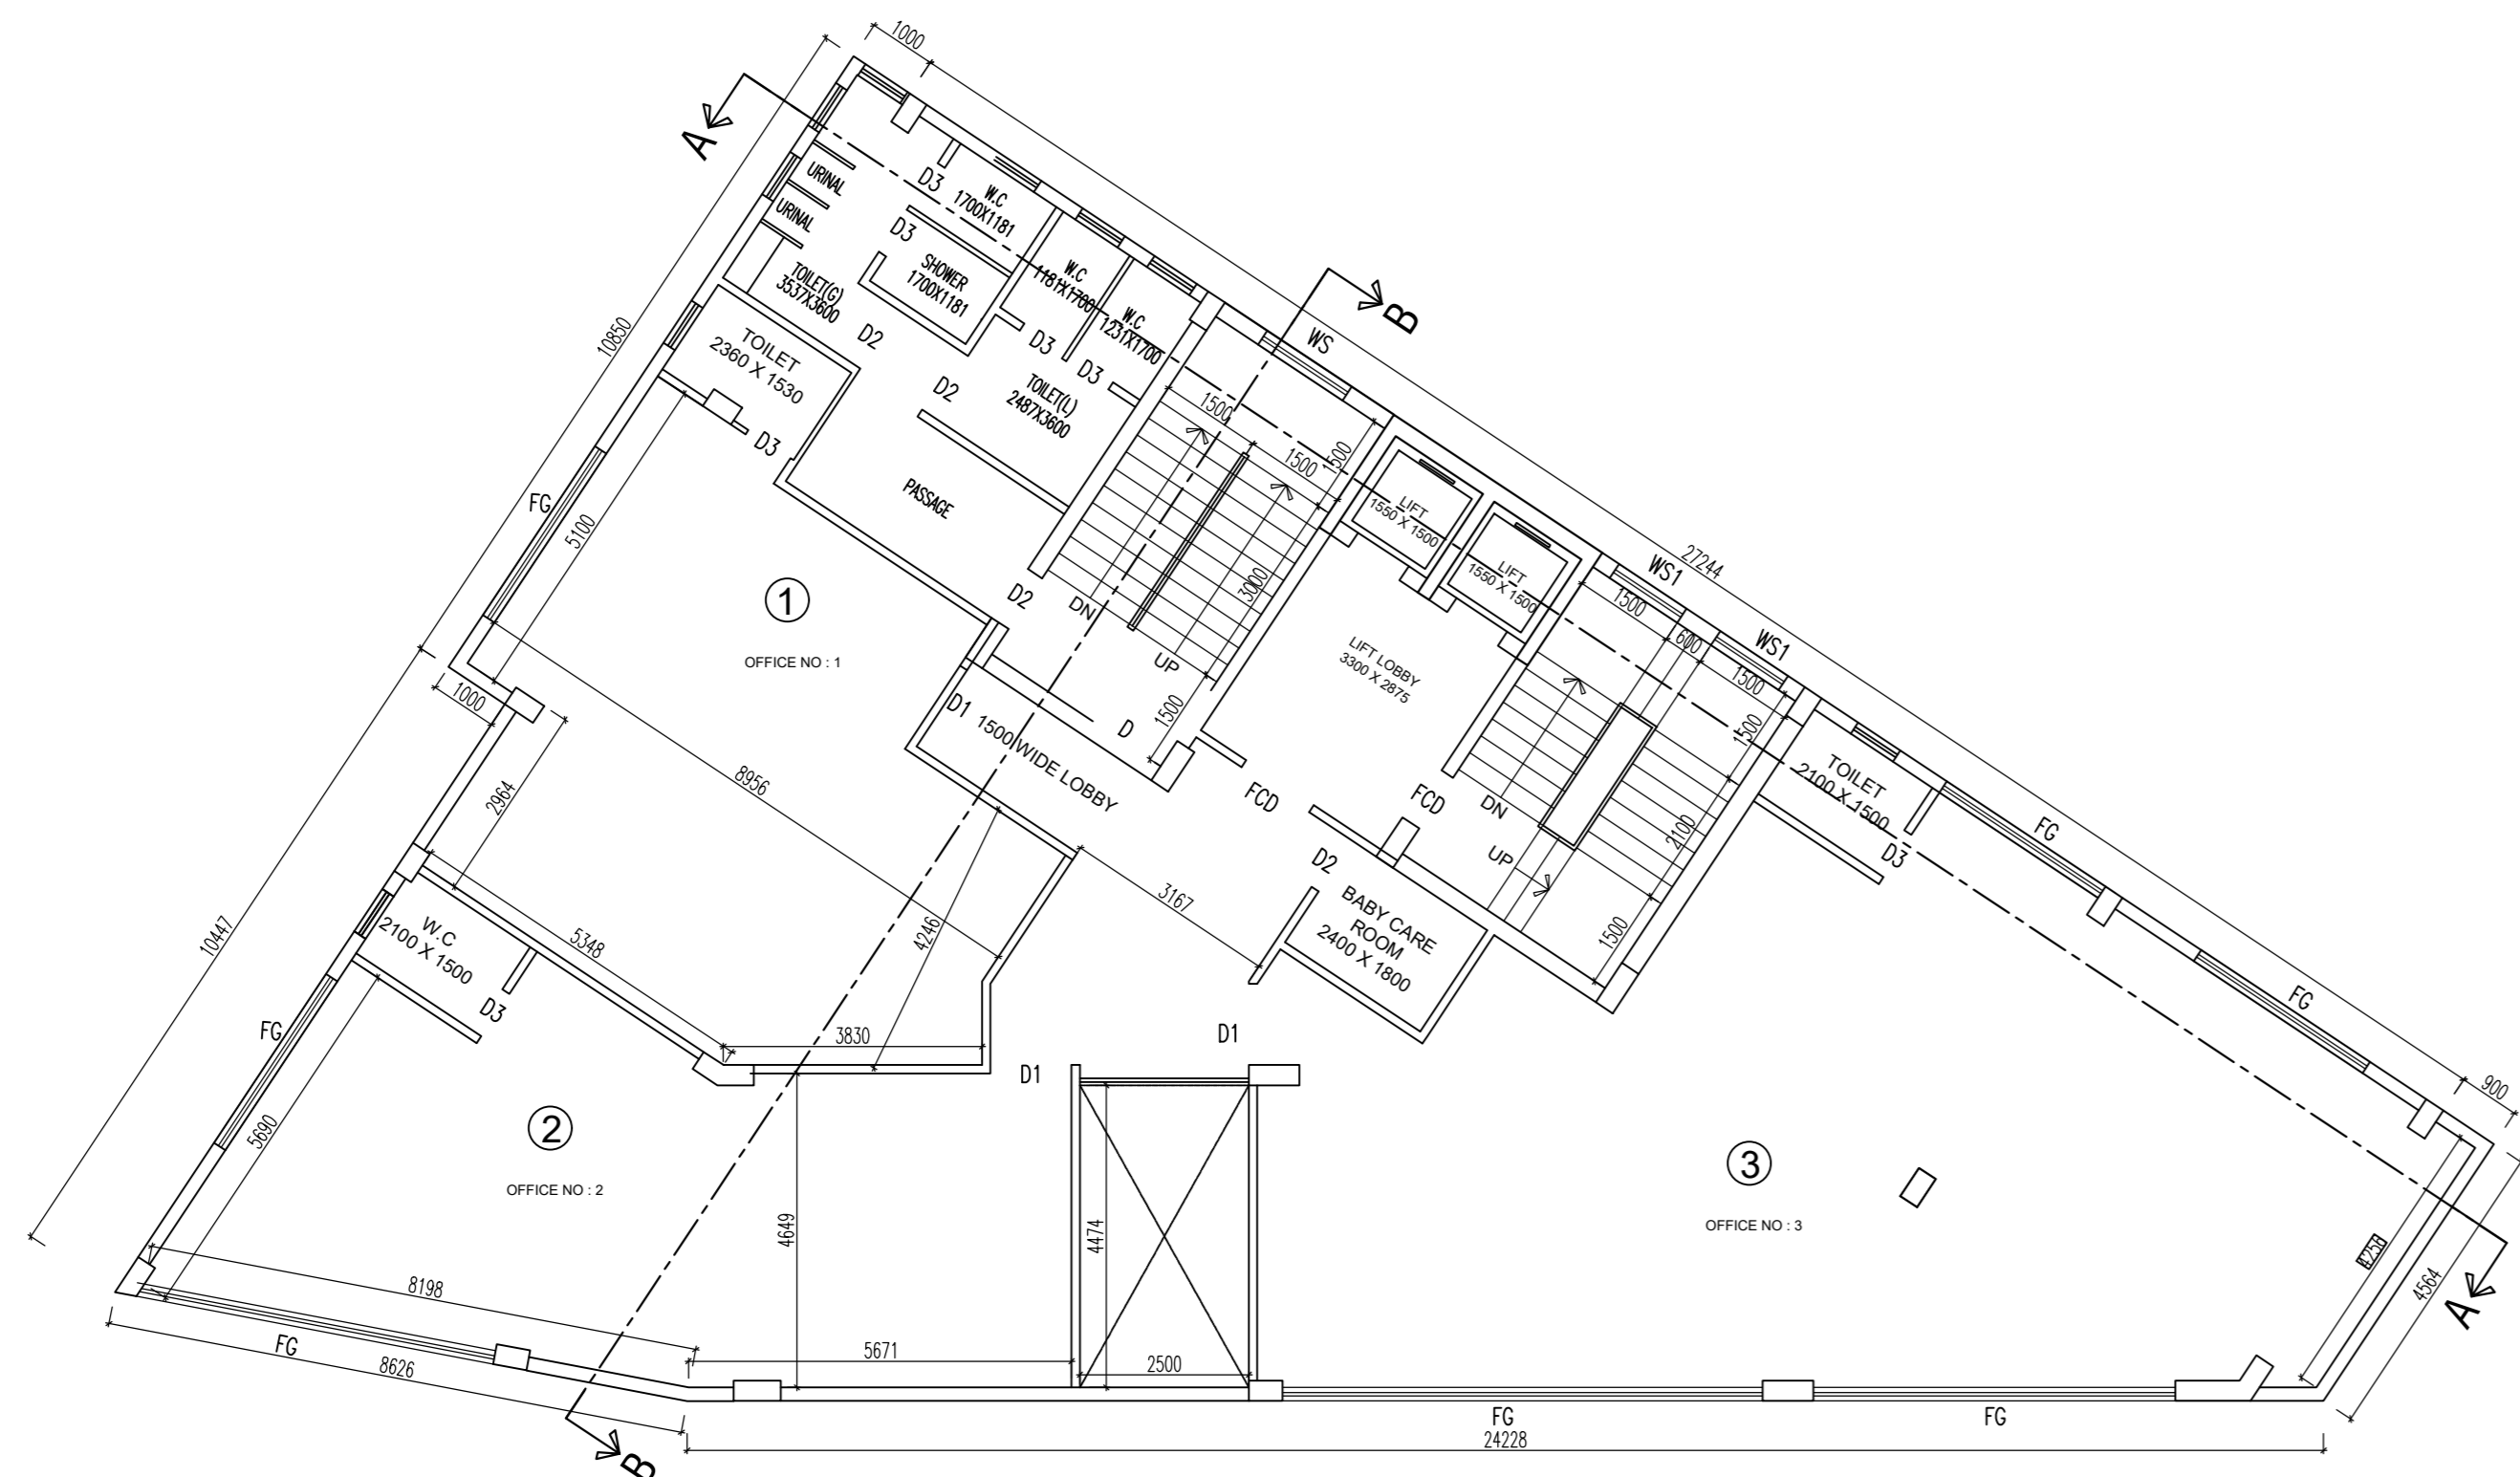 1000
A
URINAL
URINAL
D3
W.C
1700X1181
D3
SHOWER
1700X1181
TOILET(G)
3537X3600
W.C
1181X1700
W.C
1231X1700
D3
D3
D2
D2
TOILET(L)
2487X3600
TOILET
2360 X 1530
D3
10850
B
WS
1500
1500
1500
3000
LIFT
1550 X 1500
LIFT
1550 X 1500
27244
WS1
WS1
FG
5100
PASSAGE
1
OFFICE NO : 1
D2
DN
UP
1500
LIFT LOBBY
3300 X 2875
1500
600
1500
1500
1000
D1
1500 WIDE LOBBY
D
FCD
FCD
DN
UP
2100
1500
TOILET
2100 X 1500
D3
FG
2964
8956
10447
W.C
2100 X 1500
D3
5348
4246
3167
D2
BABY CARE
ROOM
2400 X 1800
FG
FG
3830
D1
D1
900
5690
2
OFFICE NO : 2
4649
4474
3
OFFICE NO : 3
4256
4564
A
8198
FG
8626
5671
2500
FG
FG
24228
B